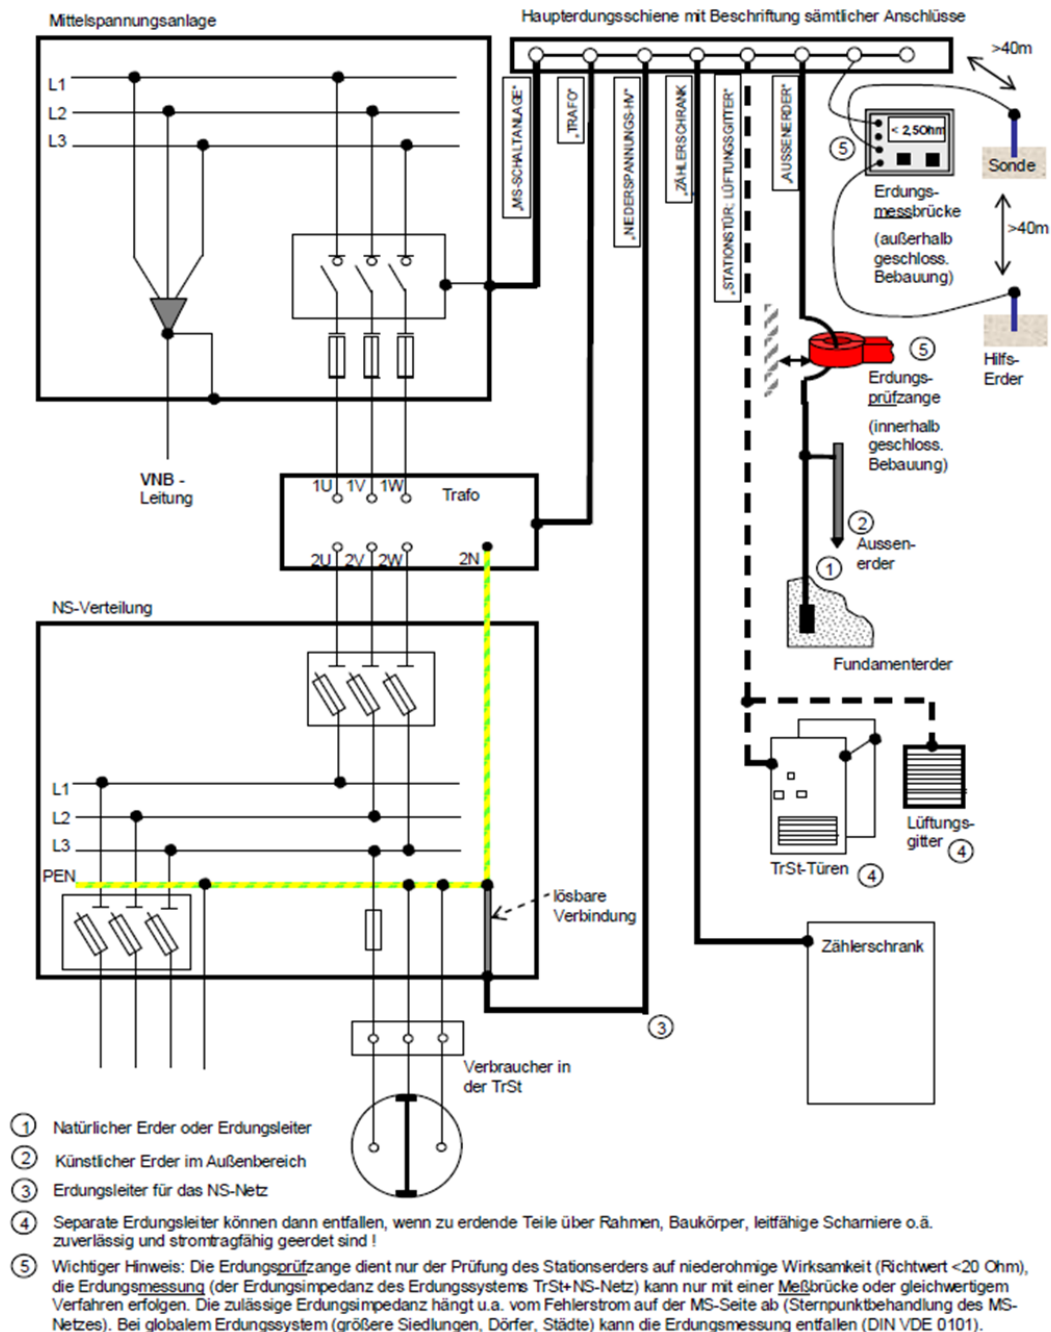 Mittelspannungsanlage
Haupterdungsschiene mit Beschriftung sämtlicher Anschlüsse
>40m
L1
L2
L3
„MS-SCHALTANLAGE“
„TRAFO“
„NIEDERSPANNUNGS-HV“
„ZÄHLERSCHRANK
„STATIONSTÜR; LÜFTUNGSGITTER“
„AUSSENERDER“
< 2,5Ohm
5
Sonde
Erdungs-
messbrücke
(außerhalb
geschloss.
Bebauung)
>40m
5
Hilfs-
Erder
Erdungs-
prüfzange
(innerhalb
geschloss.
Bebauung)
VNB -
Leitung
1U 1V 1W
Trafo
2U 2V 2W
2N
2
Aussen-
erder
1
Fundamenterder
NS-Verteilung
L1
L2
L3
PEN
lösbare
Verbindung
Lüftungs-
gitter 4
TrSt-Türen 4
Zählerschrank
3
Verbraucher in
der TrSt
1 Natürlicher Erder oder Erdungsleiter
2 Künstlicher Erder im Außenbereich
3 Erdungsleiter für das NS-Netz
4 Separate Erdungsleiter können dann entfallen, wenn zu erdende Teile über Rahmen, Baukörper, leitfähige Scharniere o.ä.
zuverlässig und stromtragfähig geerdet sind !
5 Wichtiger Hinweis: Die Erdungsprüfzange dient nur der Prüfung des Stationserders auf niederohmige Wirksamkeit (Richtwert <20 Ohm),
die Erdungsmessung (der Erdungsimpedanz des Erdungssystems TrSt+NS-Netz) kann nur mit einer Meßbrücke oder gleichwertigem
Verfahren erfolgen. Die zulässige Erdungsimpedanz hängt u.a. vom Fehlerstrom auf der MS-Seite ab (Sternpunktbehandlung des MS-
Netzes). Bei globalem Erdungssystem (größere Siedlungen, Dörfer, Städte) kann die Erdungsmessung entfallen (DIN VDE 0101).